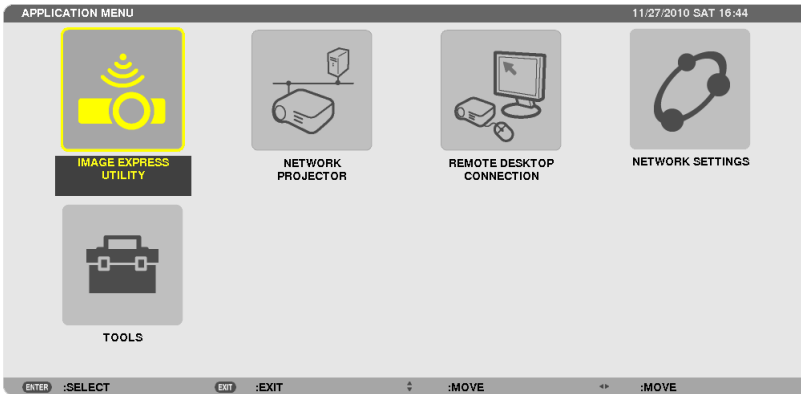 APPLICATION MENU 11/27/2010 SAT 16:44
IMAGE EXPRESS
UTILITY
NETWORK
PROJECTOR
REMOTE DESKTOP
CONNECTION
NETWORK SETTINGS
TOOLS
ENTER :SELECT EXIT :EXIT :MOVE :MOVE